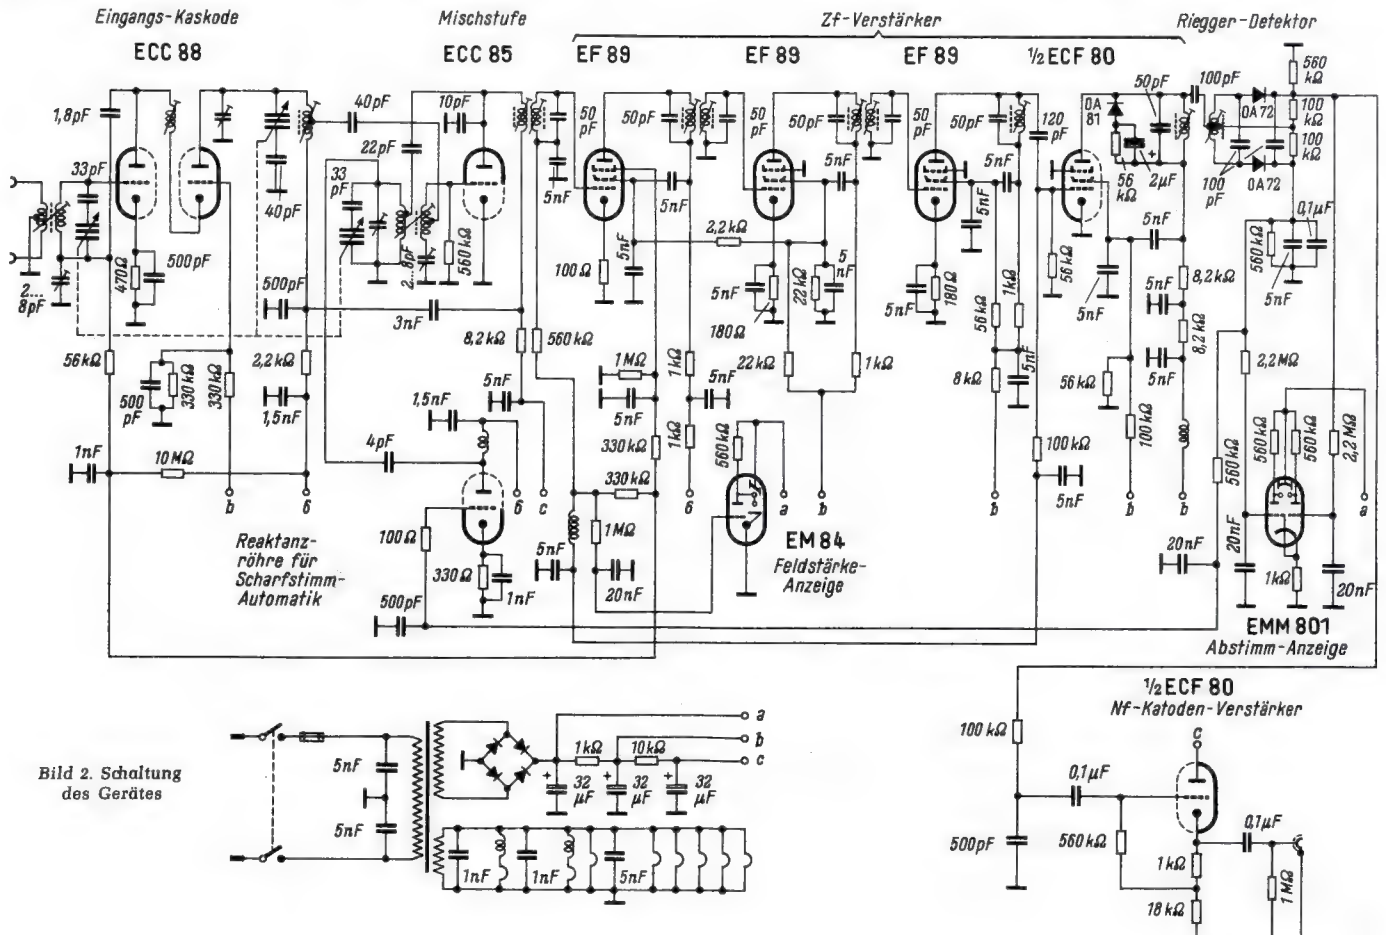 Eingangs-Kaskode
Mischstufe
Zf-Verstärker
Riegger-Detektor
ECC 88
ECC 85
EF 89
EF 89
EF 89
½ ECF 80
1,8pF
40pF
10pF
22pF
50 pF
50pF
50 pF
50pF
120 pF
0A 81
50pF
100pF
0A72
560 kΩ
100 kΩ
100 kΩ
33pF
40pF
33 pF
5nF
5nF
5nF
56 kΩ
2µF
100 pF
0A72
2... 8pF
470Ω
500pF
500pF
2...8pF
560kΩ
3nF
100Ω
5nF
2,2kΩ
5nF
180Ω
22kΩ
5 nF
5nF
180Ω
5nF
56kΩ
1kΩ
56kΩ
5nF
5nF
5nF
8,2kΩ
560kΩ
5nF
0,1µF
56kΩ
500 pF
330kΩ
330kΩ
2,2kΩ
1,5nF
8,2kΩ
560kΩ
1MΩ
5nF
1kΩ
5nF
22kΩ
1kΩ
8kΩ
5nF
56kΩ
5nF
8,2kΩ
2,2MΩ
1nF
10MΩ
4pF
1,5nF
5nF
330kΩ
330kΩ
1kΩ
560kΩ
100kΩ
5nF
100kΩ
560kΩ
560kΩ
560kΩ
2,2MΩ
b
б
б
c
б
a
b
b
b
b
a
Reaktanz-
röhre für
Scharfstimm-
Automatik
100Ω
330Ω
1nF
500pF
5nF
1MΩ
20nF
EM 84
Feldstärke-
Anzeige
20nF
20nF
1kΩ
20nF
EMM 801
Abstimm-Anzeige
½ ECF 80
Nf-Katoden-Verstärker
Bild 2. Schaltung
des Gerätes
5nF
5nF
1kΩ
10kΩ
a
b
c
+
32 µF
+
32 µF
+
32 µF
1nF
1nF
5nF
100kΩ
c
0,1µF
500pF
560kΩ
0,1µF
1kΩ
18kΩ
1MΩ